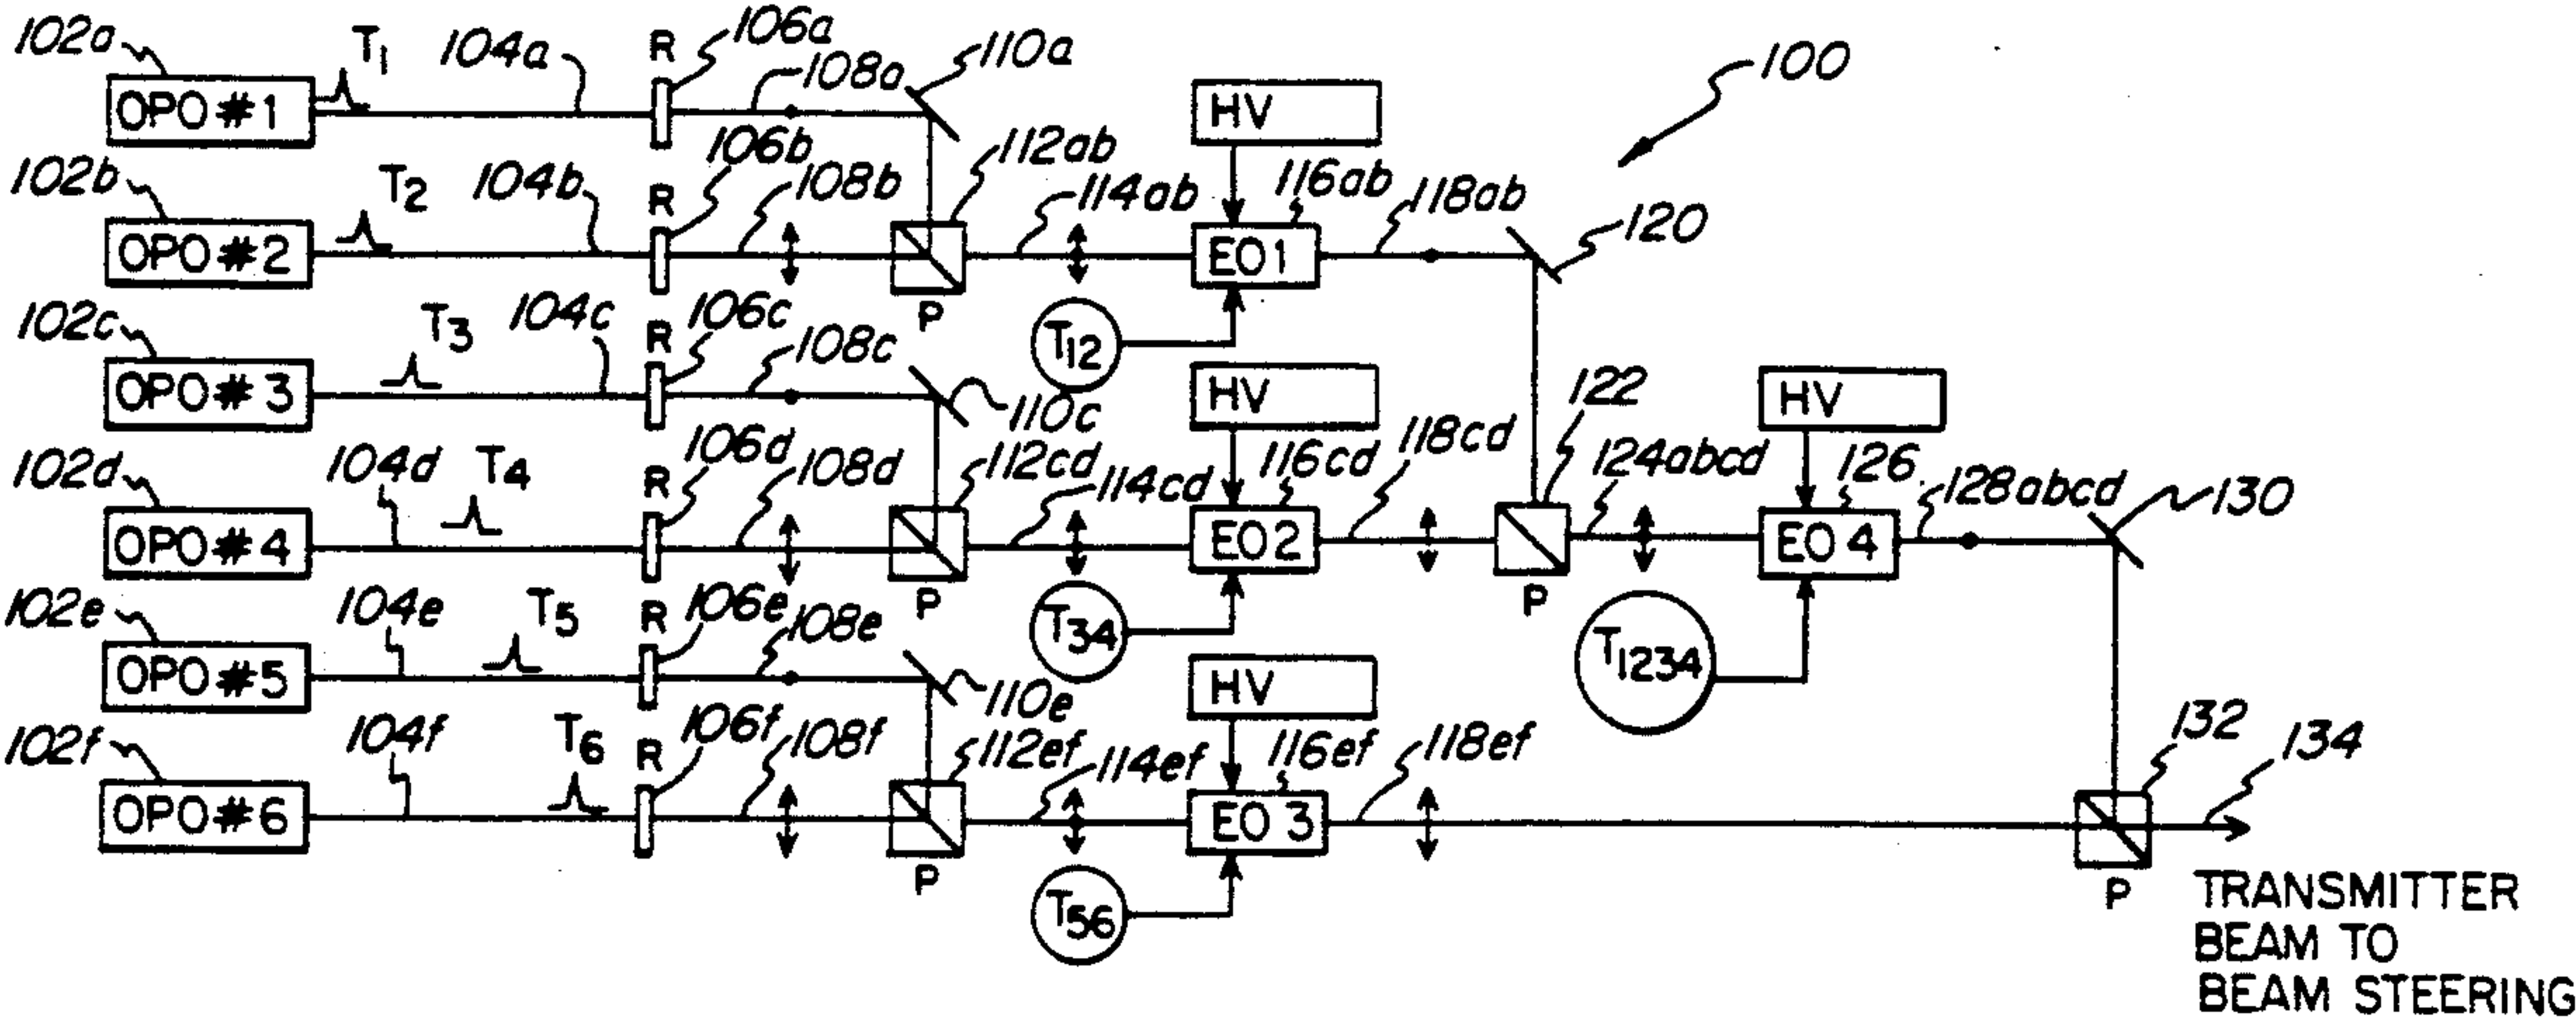 102a T1 104a R 106a 108a 110a HV 100
OPO #1
102b T2 104b R 106b 108b 112ab 114ab 116ab 118ab 120
OPO #2 P EO1
102c T3 104c R 106c 108c T12
OPO #3 110c HV 122 HV
102d 104d T4 R 106d 108d 112cd 114cd 116cd 118cd 124abcd 126 128abcd 130
OPO #4 P EO2 P EO4
102e 104e T5 R 106e 108e T34 T1234
OPO #5 110e HV
102f 104f T6 R 106f 108f 112ef 114ef 116ef 118ef 132 134
OPO #6 P EO3 P
T56
TRANSMITTER
BEAM TO
BEAM STEERING